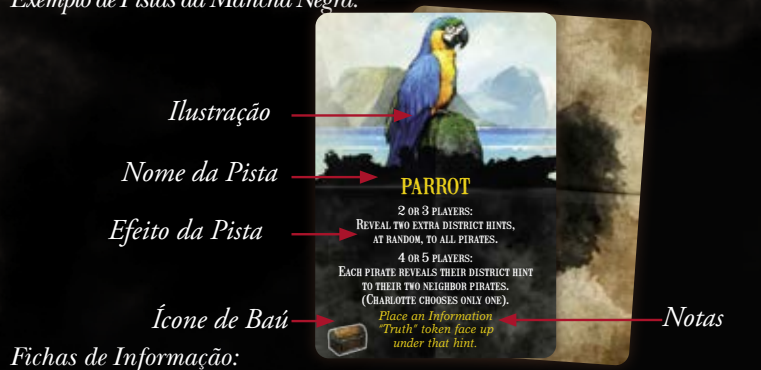 Exemplo de Pistas da Mancha Negra:
Ilustração
Nome da Pista
PARROT
2 OR 3 PLAYERS:
REVEAL TWO EXTRA DISTRICT HINTS,
AT RANDOM, TO ALL PIRATES.
Efeito da Pista
4 OR 5 PLAYERS:
EACH PIRATE REVEALS THEIR DISTRICT HINT
TO THEIR TWO NEIGHBOR PIRATES.
(CHARLOTTE CHOOSES ONLY ONE).
Ícone de Baú
Place an Information
"Truth" token face up
under that hint.
Notas
Fichas de Informação: